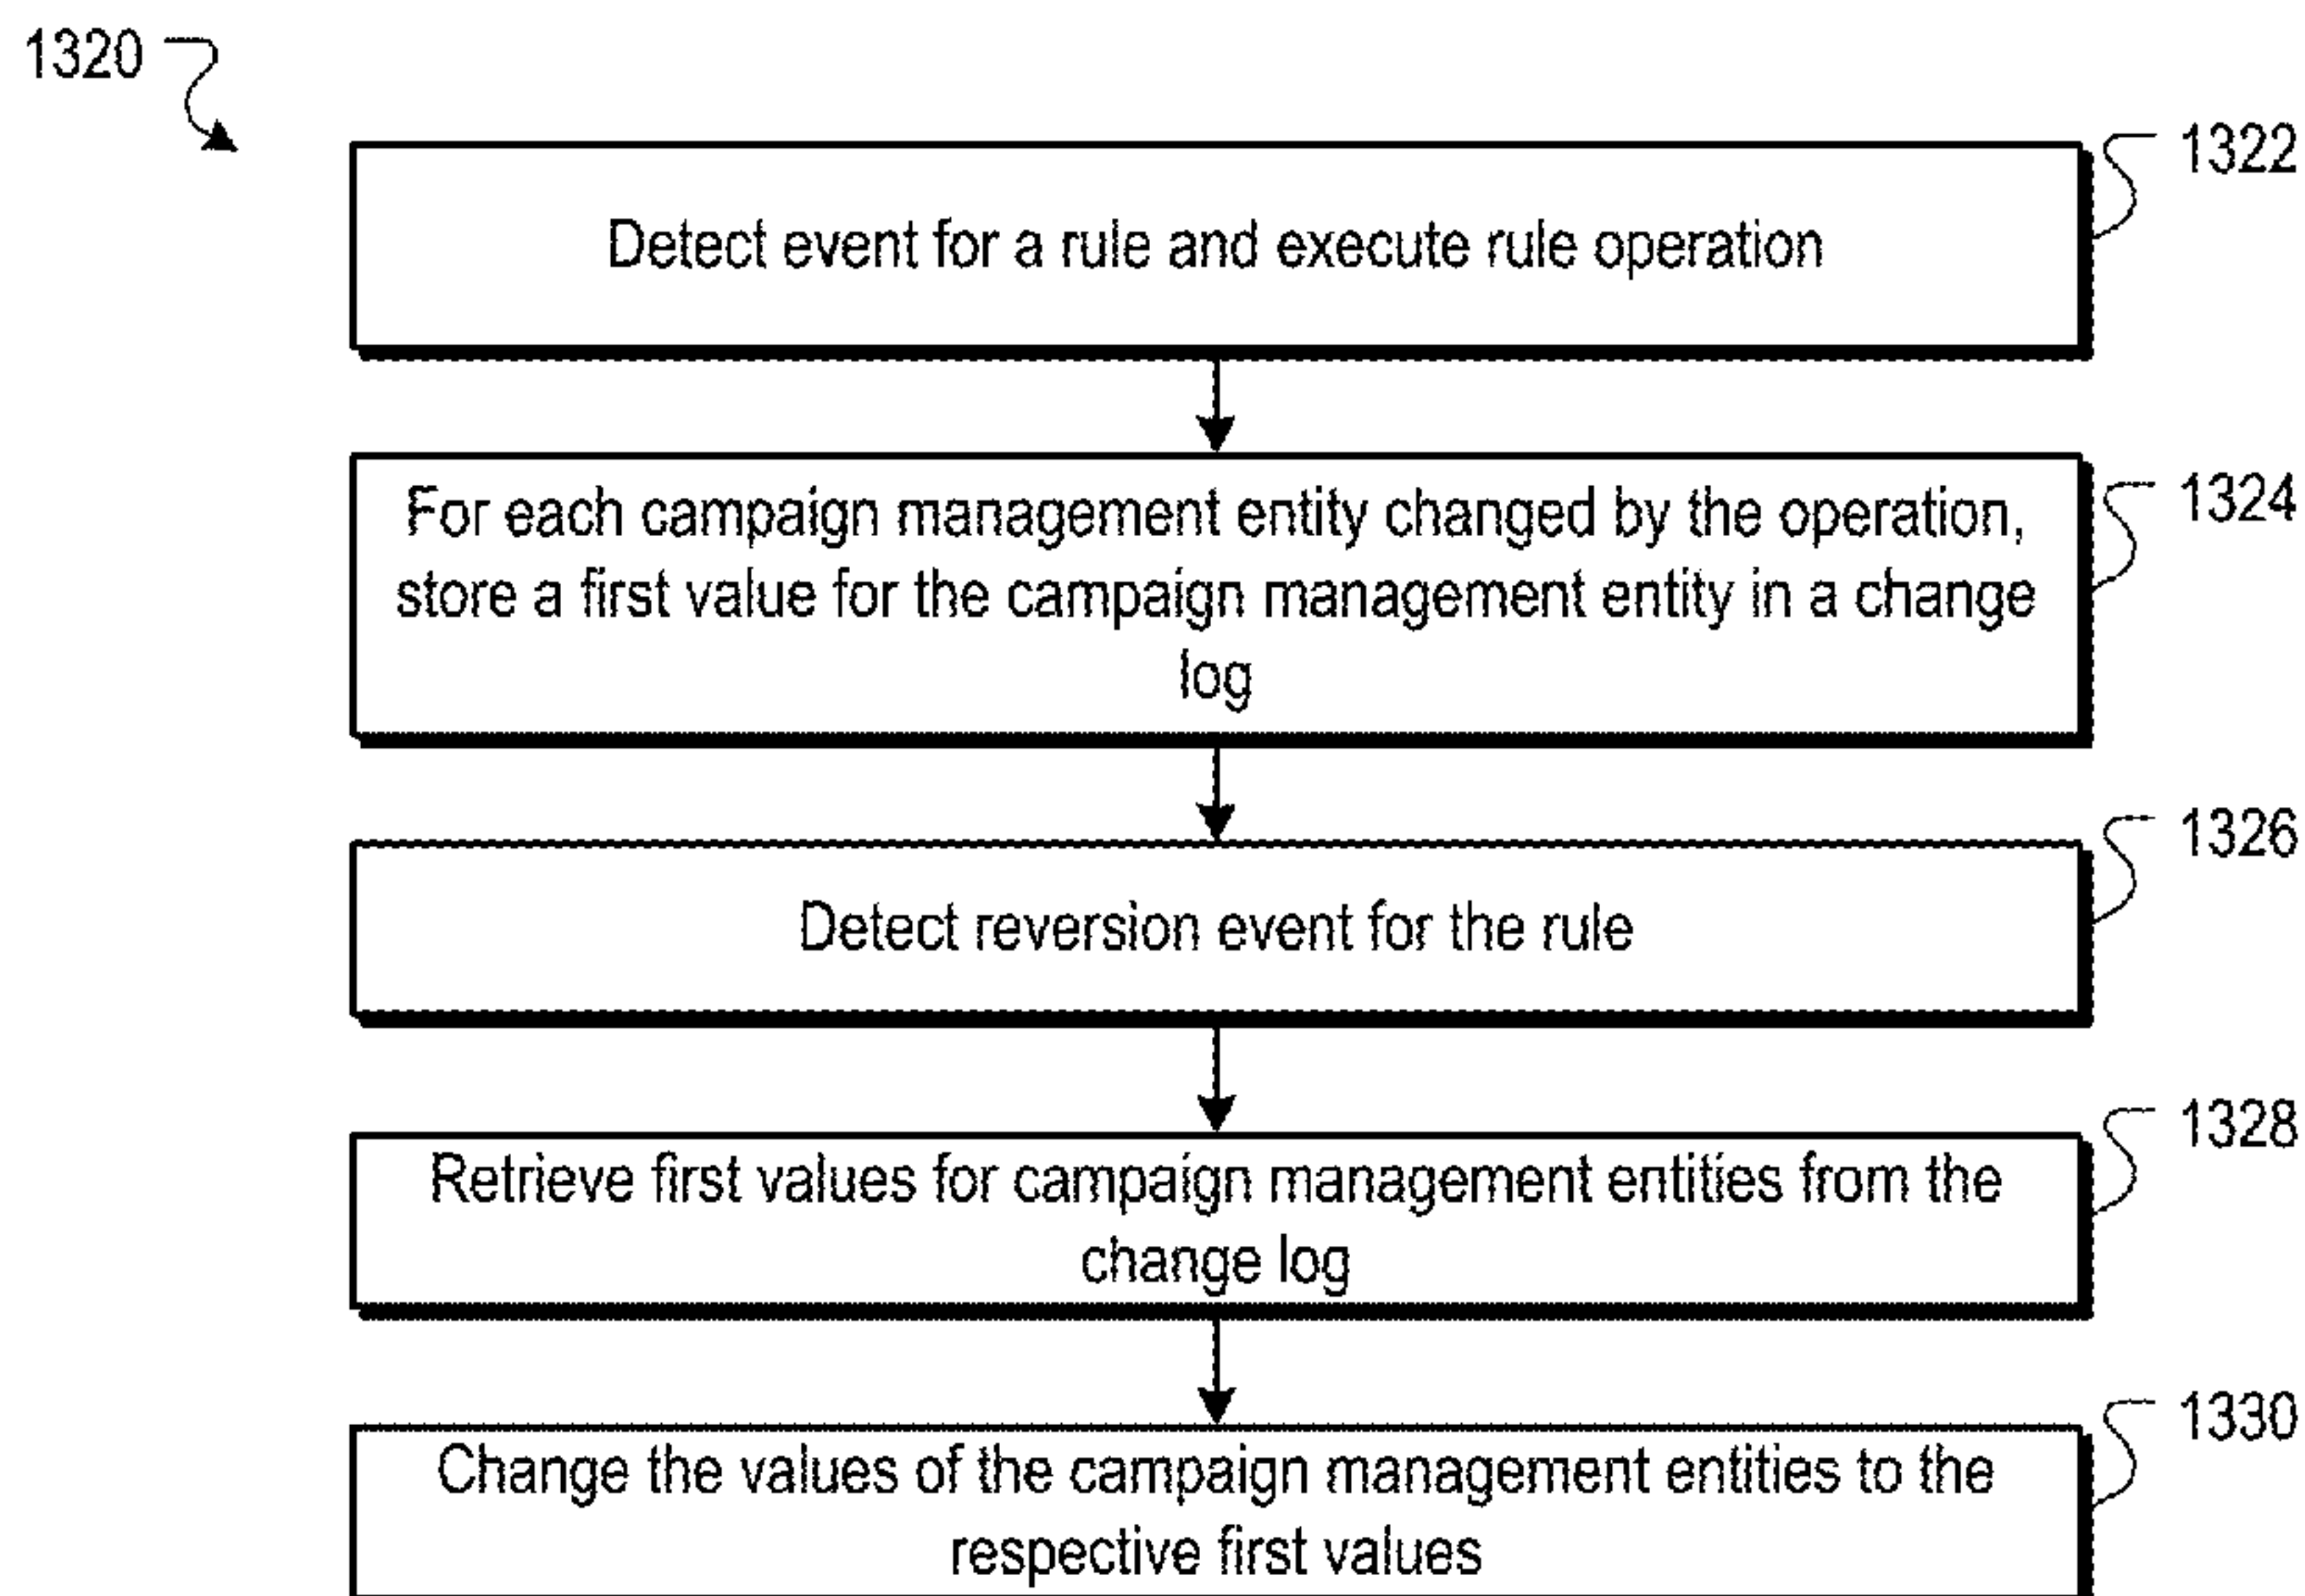 1320
1322
Detect event for a rule and execute rule operation
1324
For each campaign management entity changed by the operation,
store a first value for the campaign management entity in a change
log
1326
Detect reversion event for the rule
1328
Retrieve first values for campaign management entities from the
change log
1330
Change the values of the campaign management entities to the
respective first values